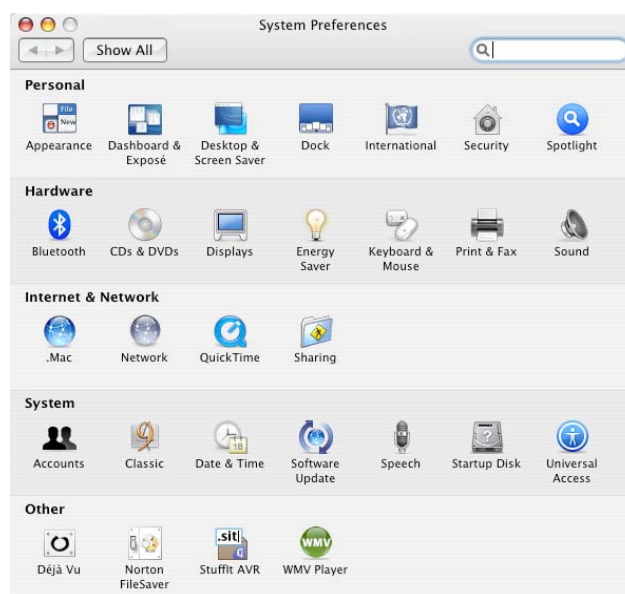 System Preferences
Show All
Personal
File
New
Appearance
Dashboard & Exposé
Desktop & Screen Saver
Dock
International
Security
Spotlight
Hardware
Bluetooth
CDs & DVDs
Displays
Energy Saver
Keyboard & Mouse
Print & Fax
Sound
Internet & Network
.Mac
Network
QuickTime
Sharing
System
9
18
?
Accounts
Classic
Date & Time
Software Update
Speech
Startup Disk
Universal Access
Other
.sit
WMV
Déjà Vu
Norton FileSaver
StuffIt AVR
WMV Player